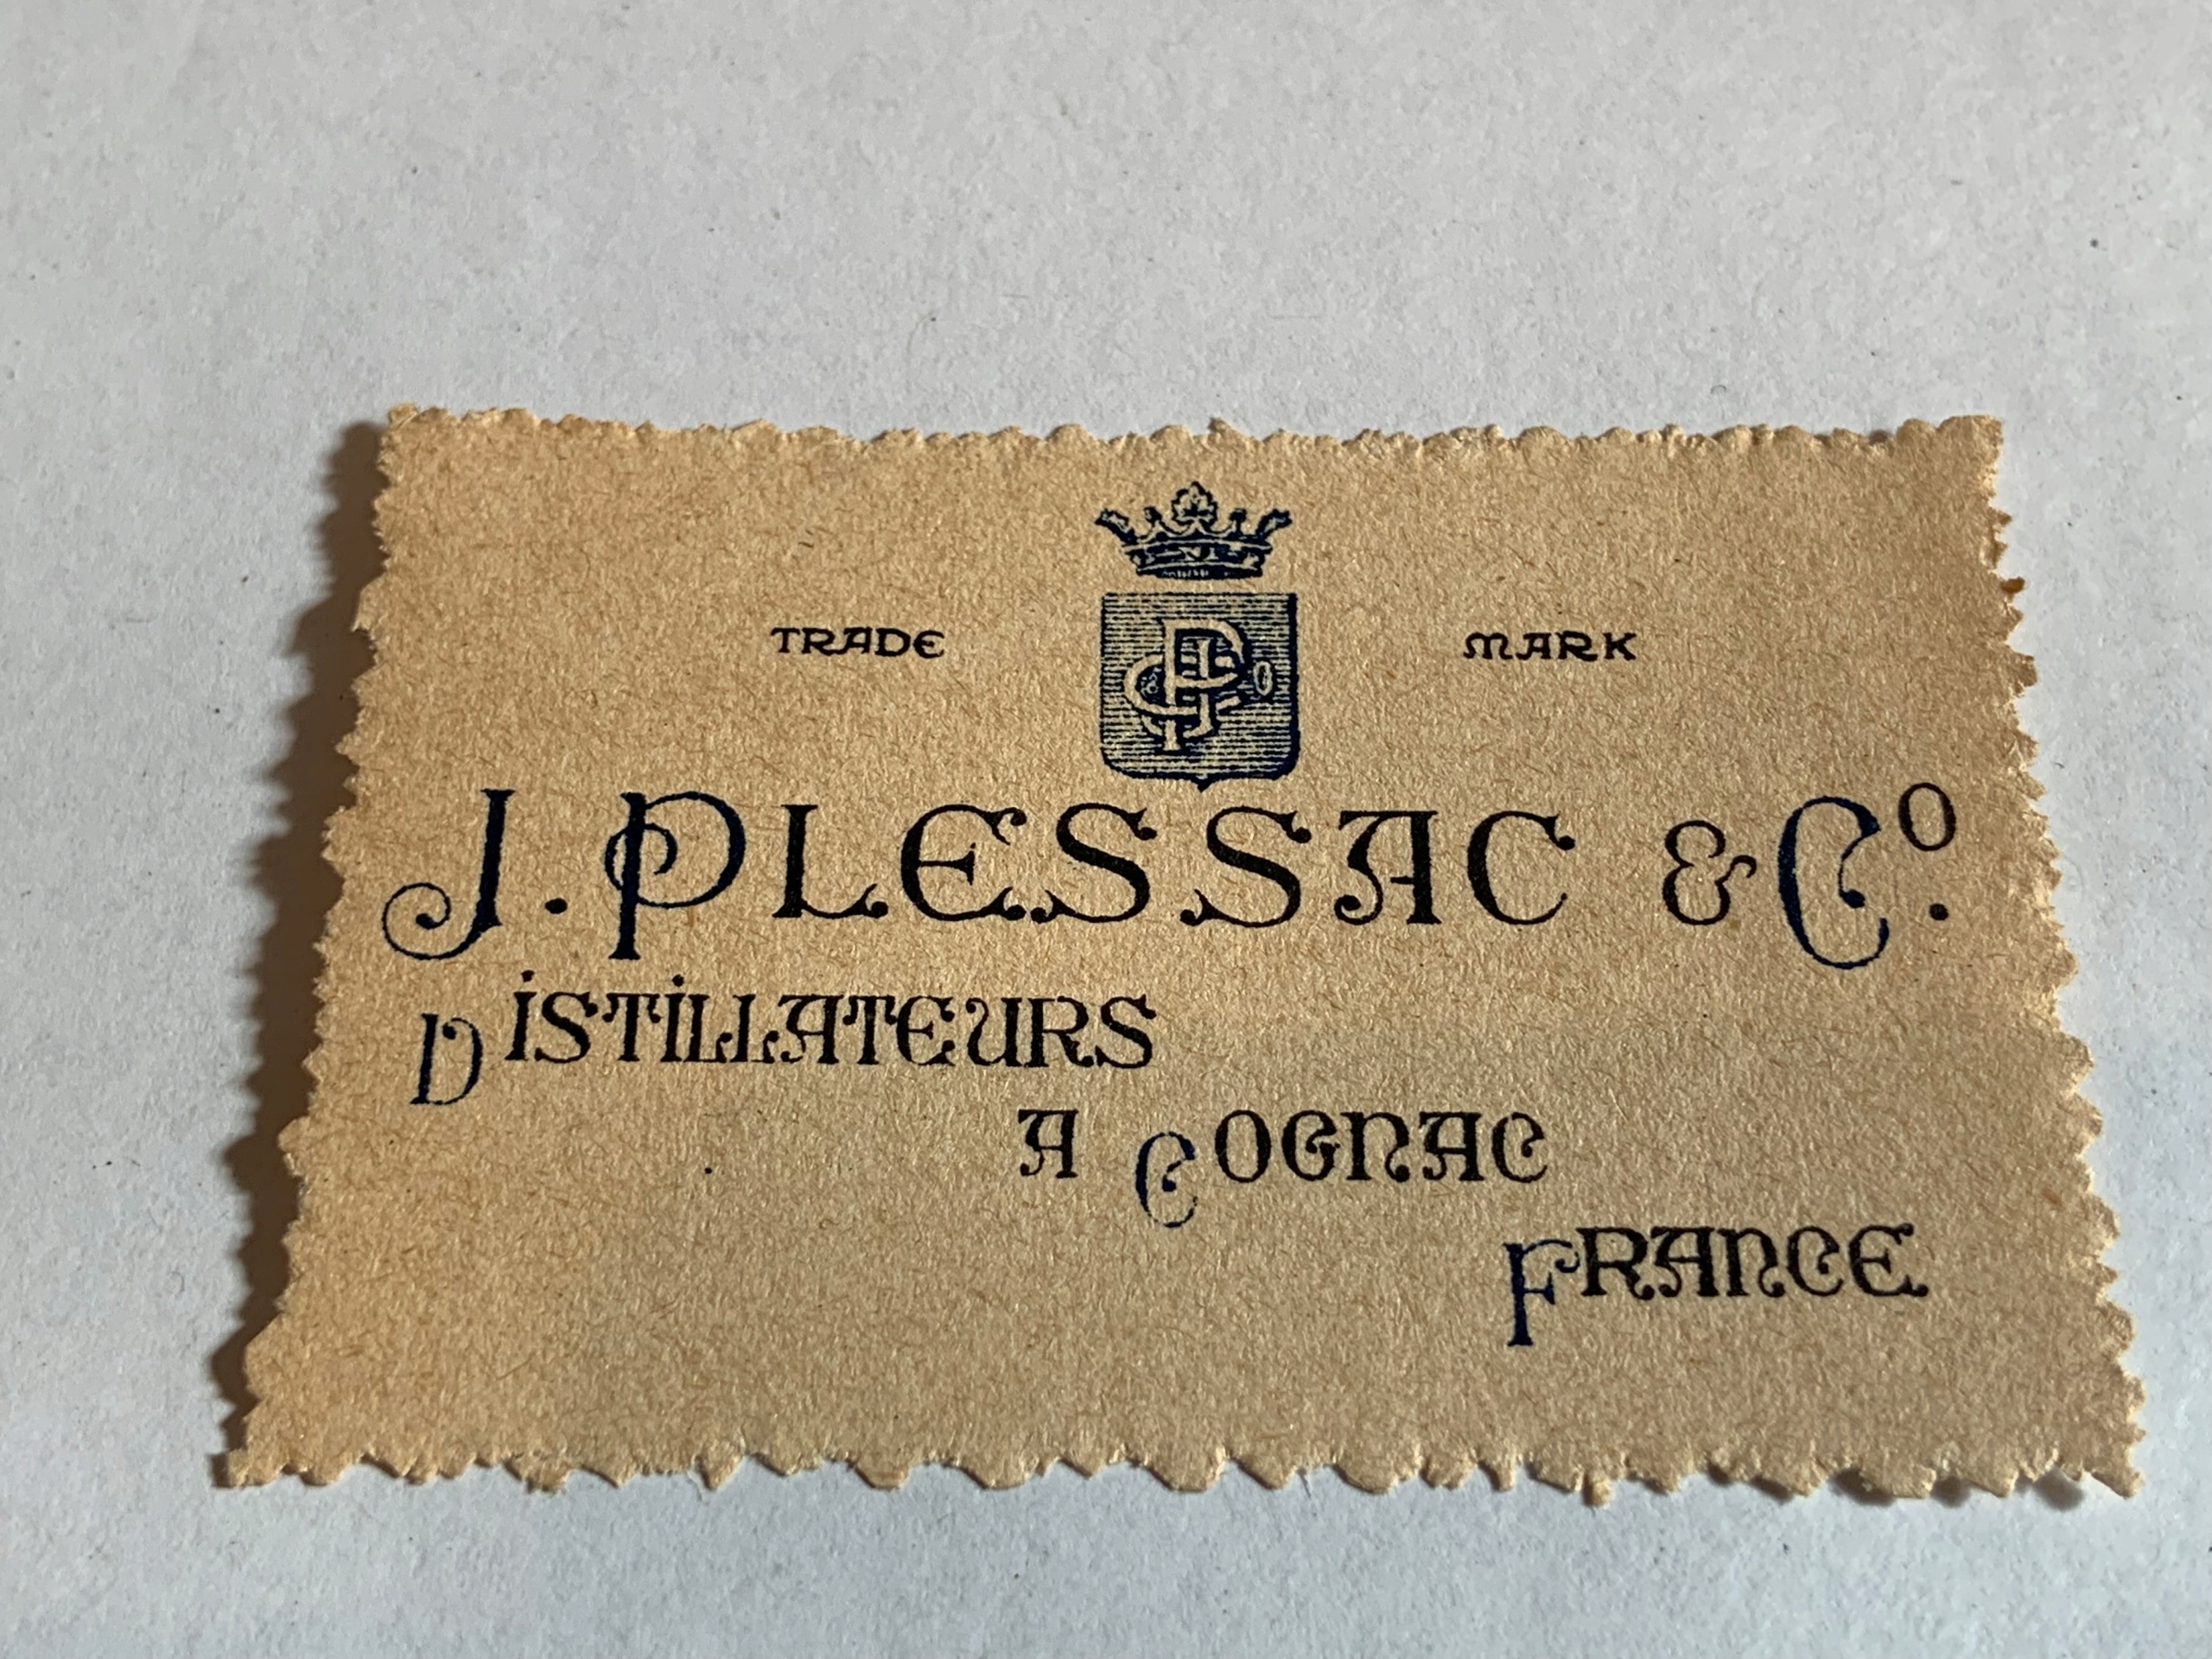 TRADE MARK
J. PLESSAC & Cº.
DISTILLATEURS
A COGNAC
FRANCE